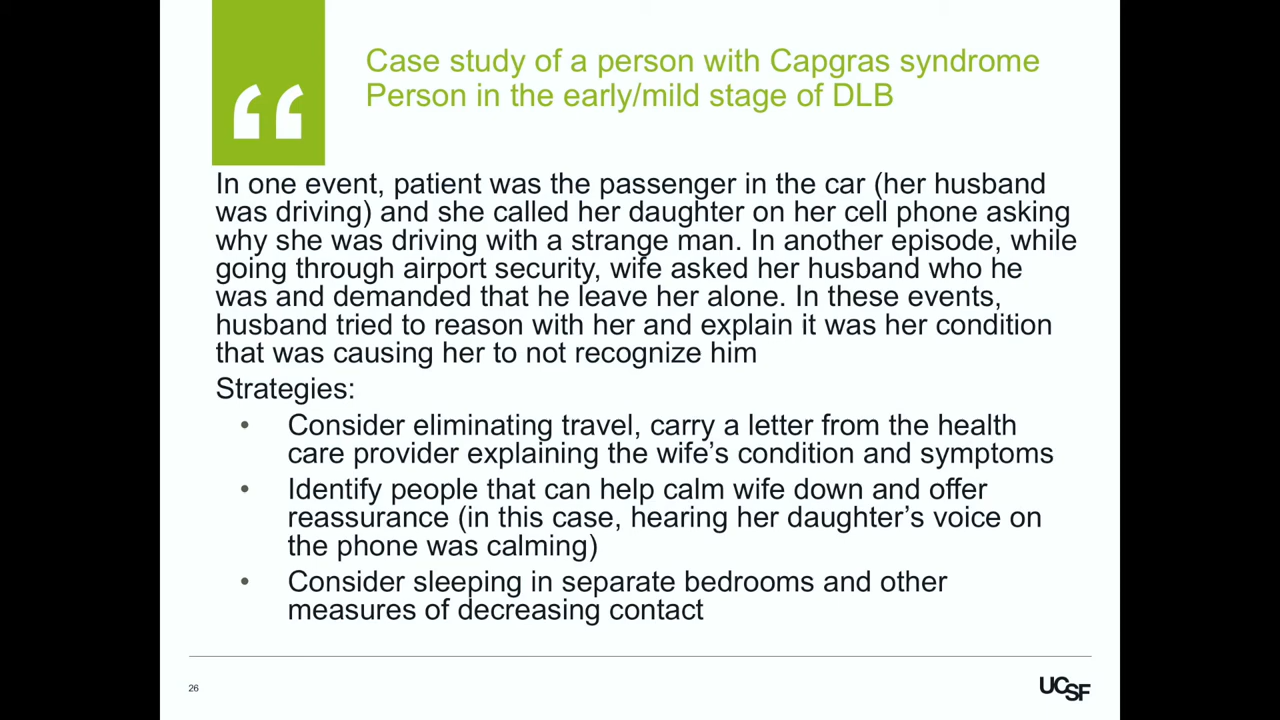 Case study of a person with Capgras syndrome
Person in the early/mild stage of DLB
In one event, patient was the passenger in the car (her husband
was driving) and she called her daughter on her cell phone asking
why she was driving with a strange man. In another episode, while
going through airport security, wife asked her husband who he
was and demanded that he leave her alone. In these events,
husband tried to reason with her and explain it was her condition
that was causing her to not recognize him
Strategies:
• Consider eliminating travel, carry a letter from the health
care provider explaining the wife’s condition and symptoms
• Identify people that can help calm wife down and offer
reassurance (in this case, hearing her daughter’s voice on
the phone was calming)
• Consider sleeping in separate bedrooms and other
measures of decreasing contact
26
UCSF